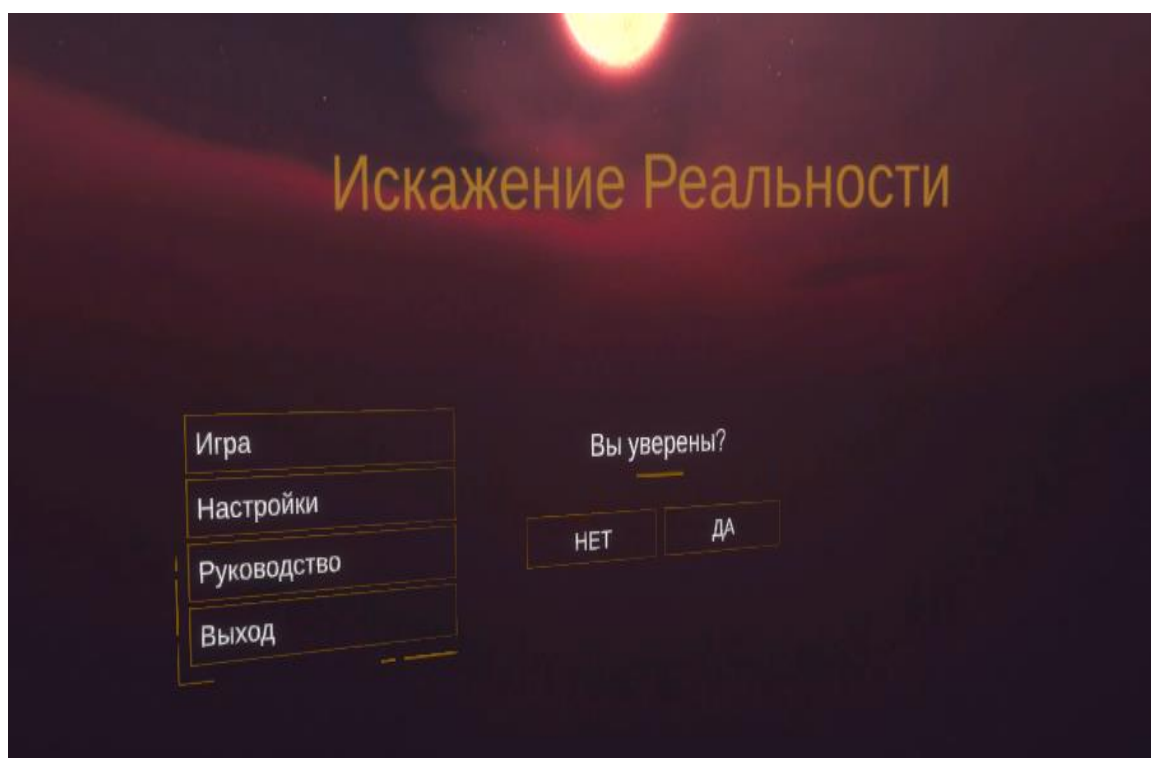 Искажение Реальности
Игра
Настройки
Руководство
Выход
Вы уверены?
НЕТ
ДА